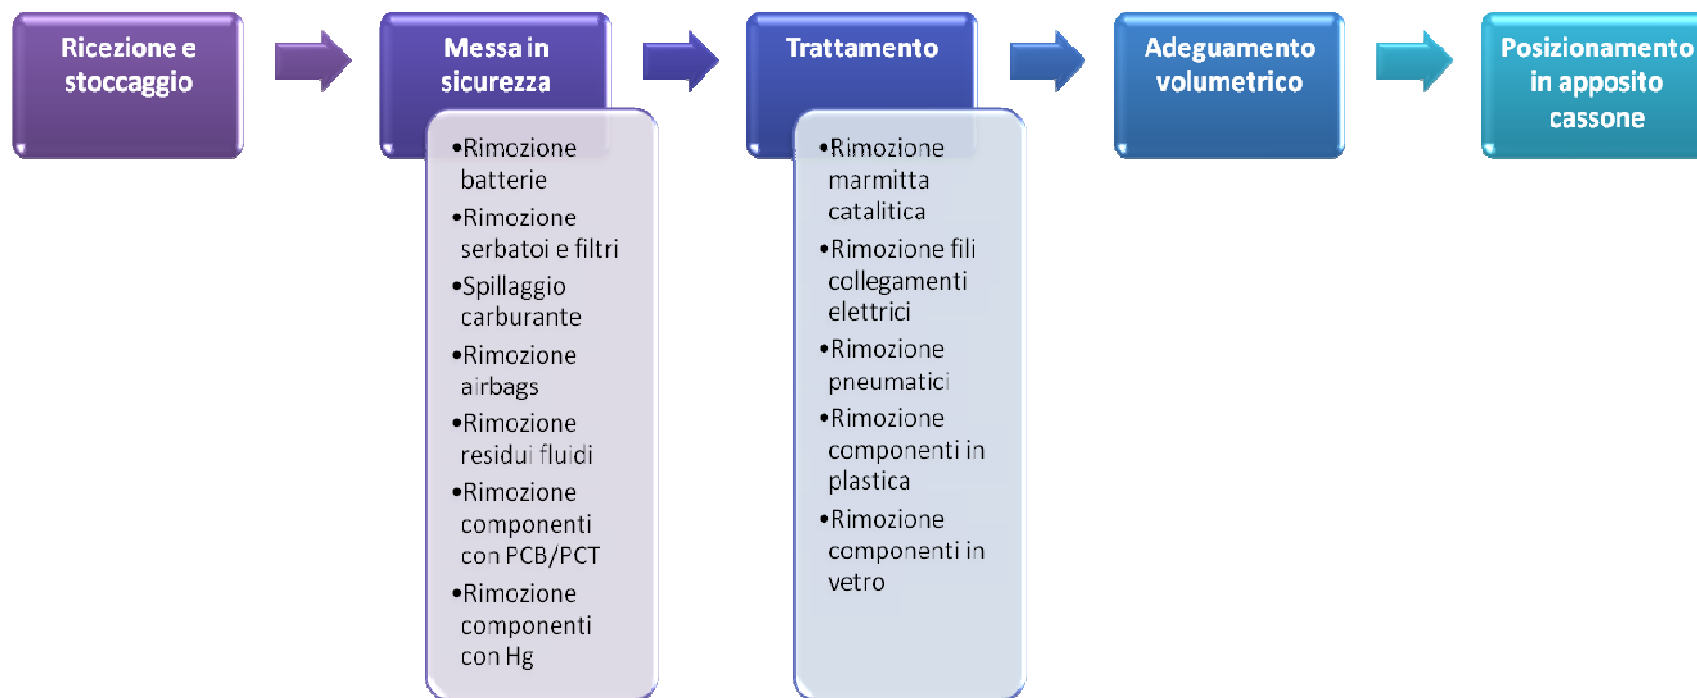 Ricezione e
stoccaggio
Messa in
sicurezza
•Rimozione
batterie
•Rimozione
serbatoi e filtri
•Spillaggio
carburante
•Rimozione
airbags
•Rimozione
residui fluidi
•Rimozione
componenti
con PCB/PCT
•Rimozione
componenti
con Hg
Trattamento
•Rimozione
marmitta
catalitica
•Rimozione fili
collegamenti
elettrici
•Rimozione
pneumatici
•Rimozione
componenti in
plastica
•Rimozione
componenti in
vetro
Adeguamento
volumetrico
Posizionamento
in apposito
cassone